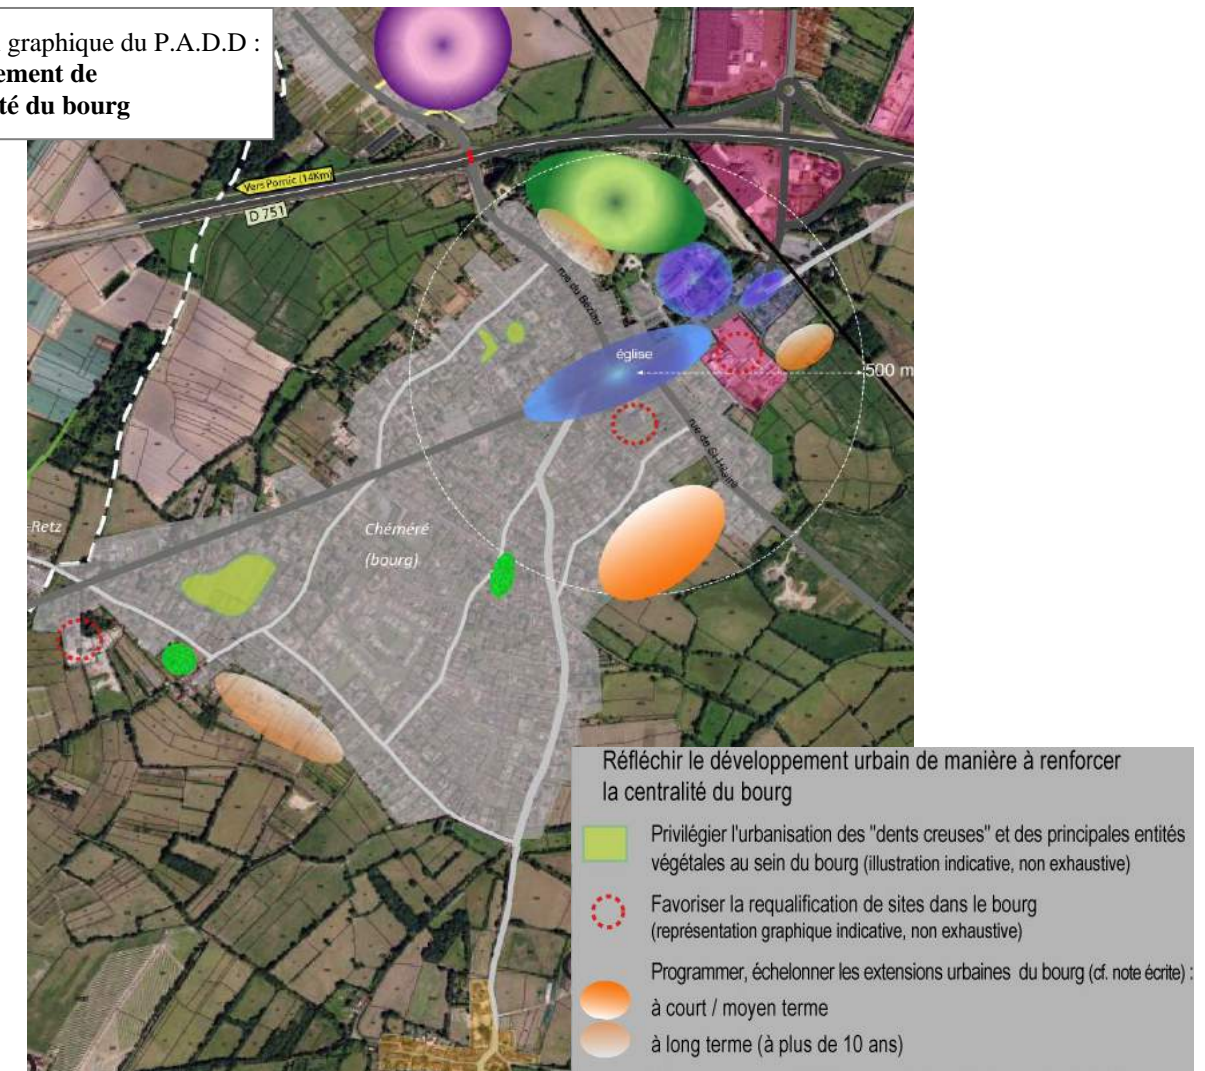 graphique du P.A.D.D :
ement de
té du bourg
Vers Pornic (14Km)
D 751
rue du Béziau
église
500 m
rue de St-Hilaire
-Retz
Chéméré
(bourg)
Réfléchir le développement urbain de manière à renforcer
la centralité du bourg
Privilégier l'urbanisation des "dents creuses" et des principales entités
végétales au sein du bourg (illustration indicative, non exhaustive)
Favoriser la requalification de sites dans le bourg
(représentation graphique indicative, non exhaustive)
Programmer, échelonner les extensions urbaines du bourg (cf. note écrite) :
à court / moyen terme
à long terme (à plus de 10 ans)